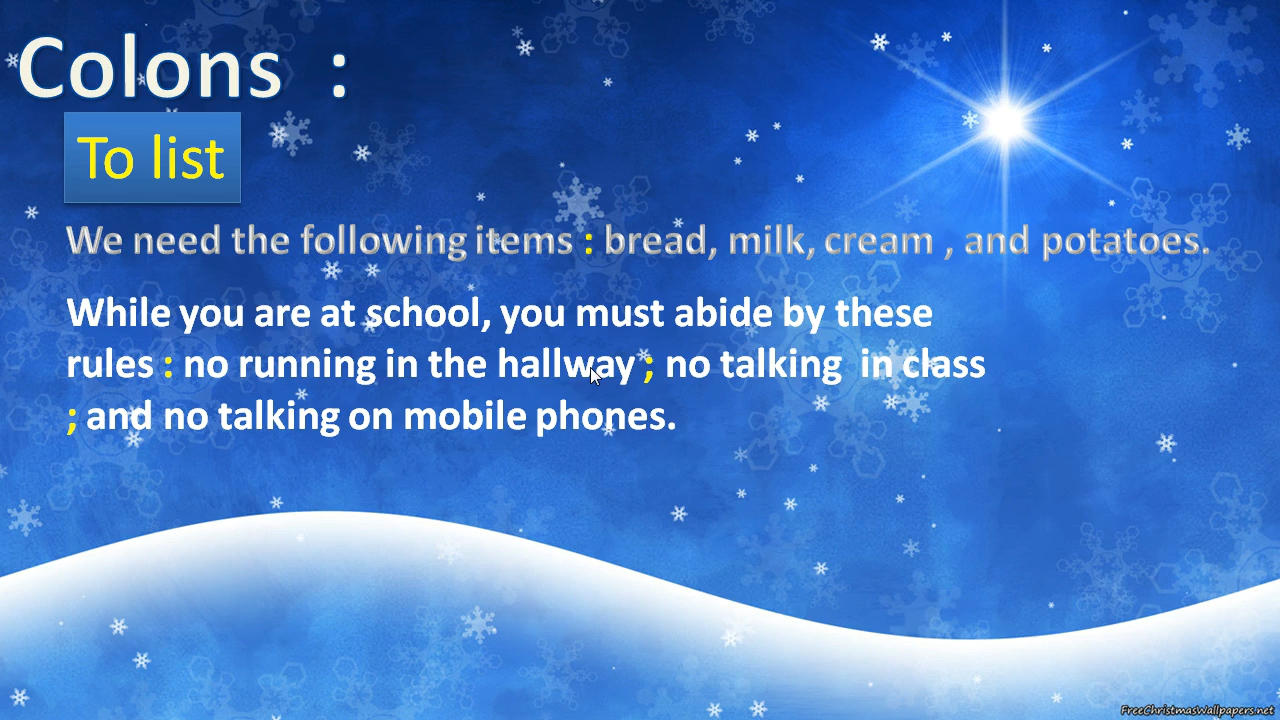 Colons :
To list
We need the following items : bread, milk, cream , and potatoes.
While you are at school, you must abide by these
rules : no running in the hallway ; no talking  in class
; and no talking on mobile phones.
FreeChristmasWallpapers.net